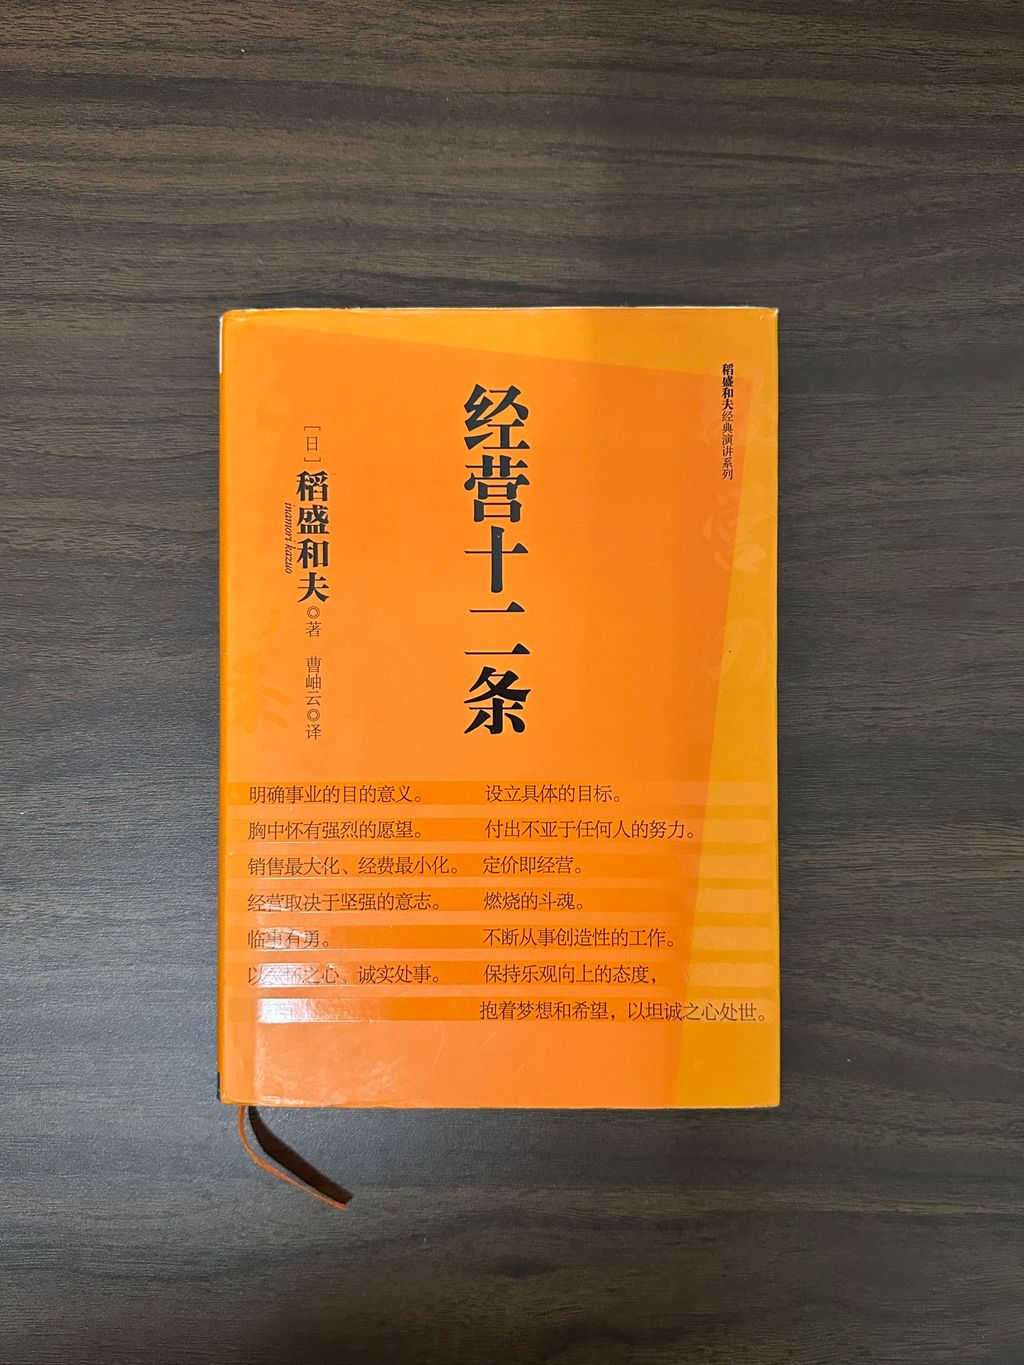 稻盛和夫经典演讲系列
经营十二条
[日]稻盛和夫◎著 曹岫云◎译
inamori kazuo
明确事业的目的意义。
设立具体的目标。
胸中怀有强烈的愿望。
付出不亚于任何人的努力。
销售最大化、经费最小化。
定价即经营。
经营取决于坚强的意志。
燃烧的斗魂。
临事有勇。
不断从事创造性的工作。
以关怀之心、诚实处事。
保持乐观向上的态度，
抱着梦想和希望，以坦诚之心处世。